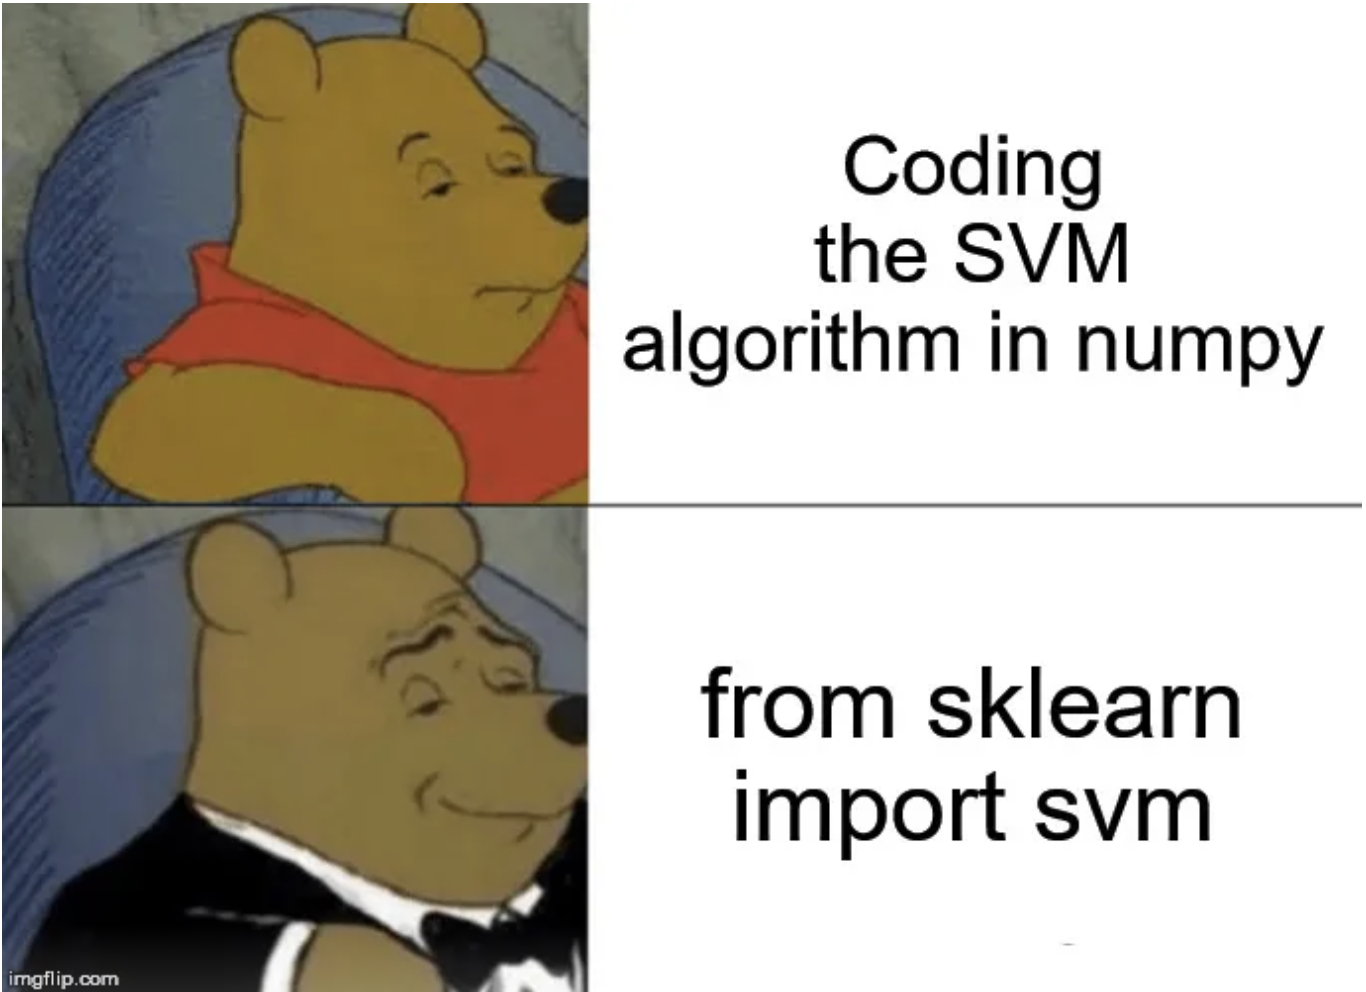 Coding
the SVM
algorithm in numpy
from sklearn
import svm
imgflip.com